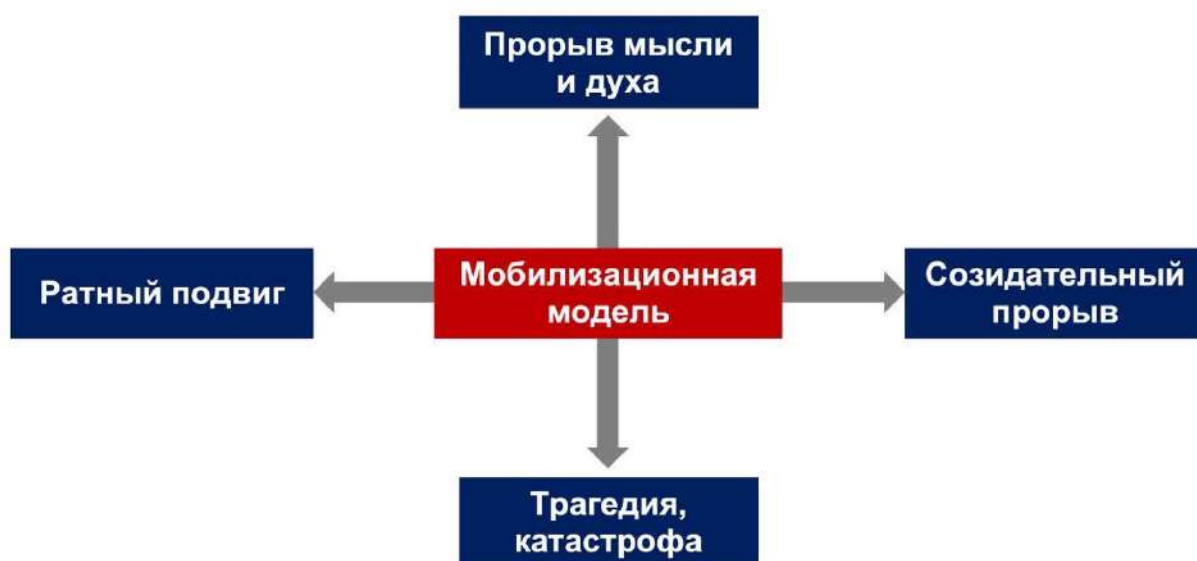 Прорыв мысли
и духа
Ратный подвиг
Мобилизационная
модель
Созидательный
прорыв
Трагедия,
катастрофа